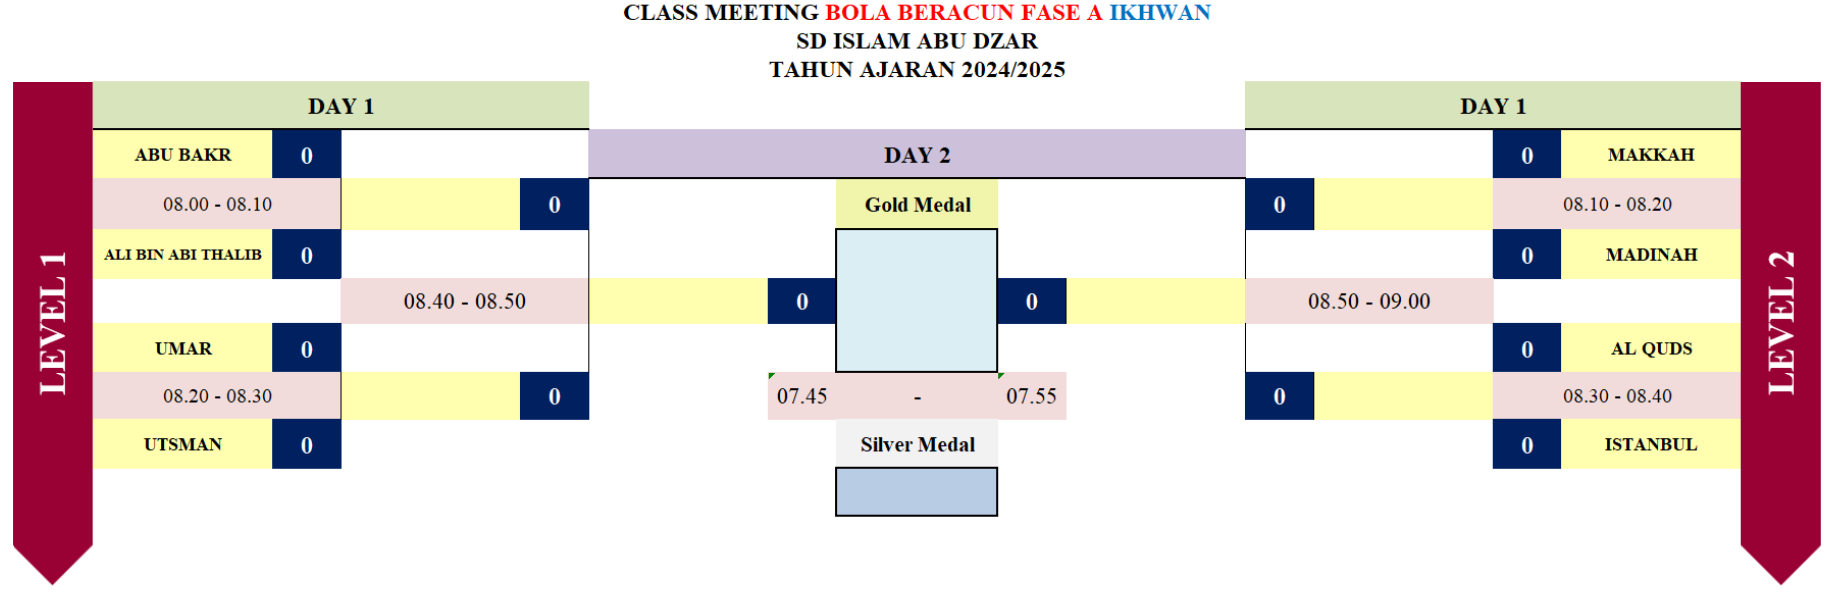 CLASS MEETING BOLA BERACUN FASE A IKHWAN
SD ISLAM ABU DZAR
TAHUN AJARAN 2024/2025
DAY 1
DAY 1
ABU BAKR 0
DAY 2
0 MAKKAH
08.00 - 08.10
0
Gold Medal
0
08.10 - 08.20
ALI BIN ABI THALIB 0
0 MADINAH
LEVEL 1
08.40 - 08.50
0
0
08.50 - 09.00
LEVEL 2
UMAR 0
0 AL QUDS
08.20 - 08.30
0
07.45 - 07.55
0
08.30 - 08.40
UTSMAN 0
Silver Medal
0 ISTANBUL